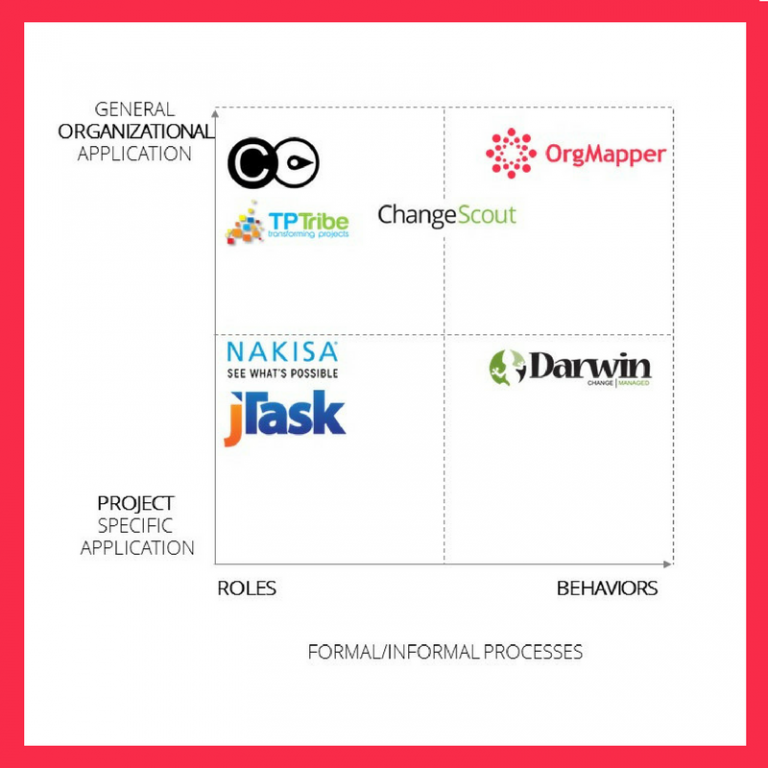 GENERAL
ORGANIZATIONAL
APPLICATION
C
OrgMapper
TPTribe
transforming projects
ChangeScout
NAKISA
SEE WHAT'S POSSIBLE
Darwin
CHANGE | MANAGED
jTask
PROJECT
SPECIFIC
APPLICATION
ROLES
BEHAVIORS
FORMAL/INFORMAL PROCESSES